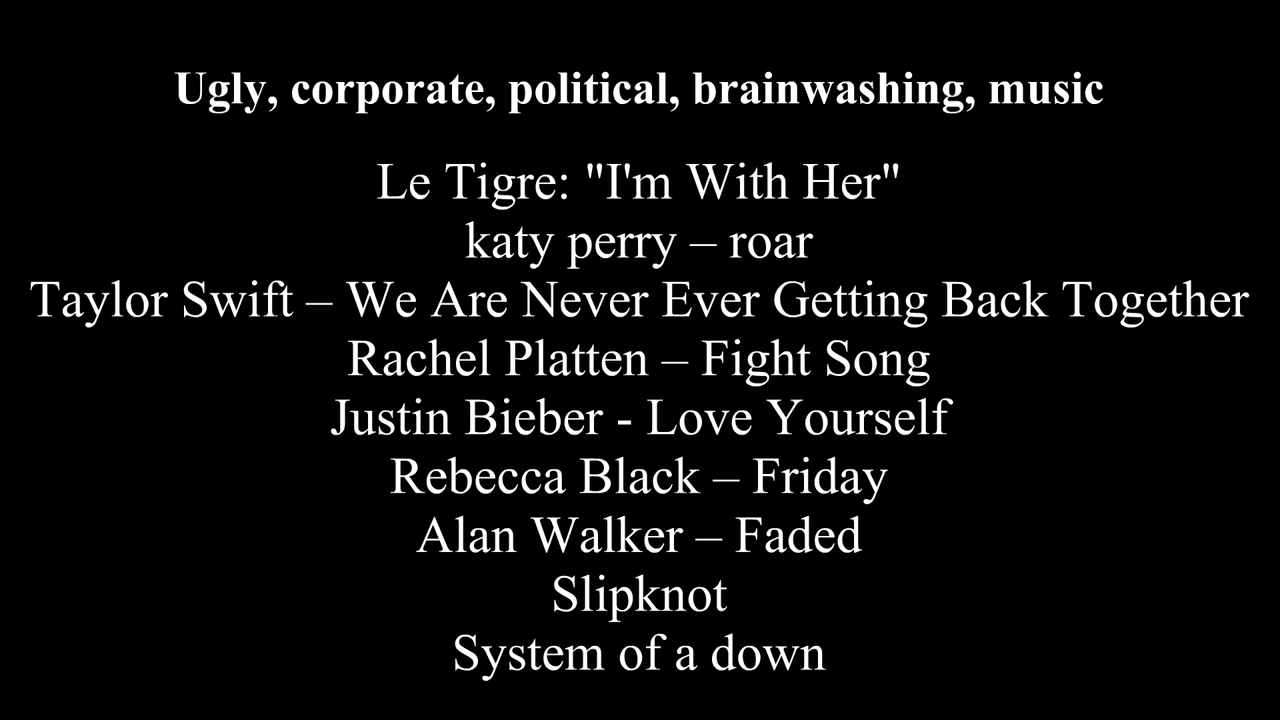 Ugly, corporate, political, brainwashing, music
Le Tigre: "I'm With Her"
katy perry – roar
Taylor Swift – We Are Never Ever Getting Back Together
Rachel Platten – Fight Song
Justin Bieber - Love Yourself
Rebecca Black – Friday
Alan Walker – Faded
Slipknot
System of a down